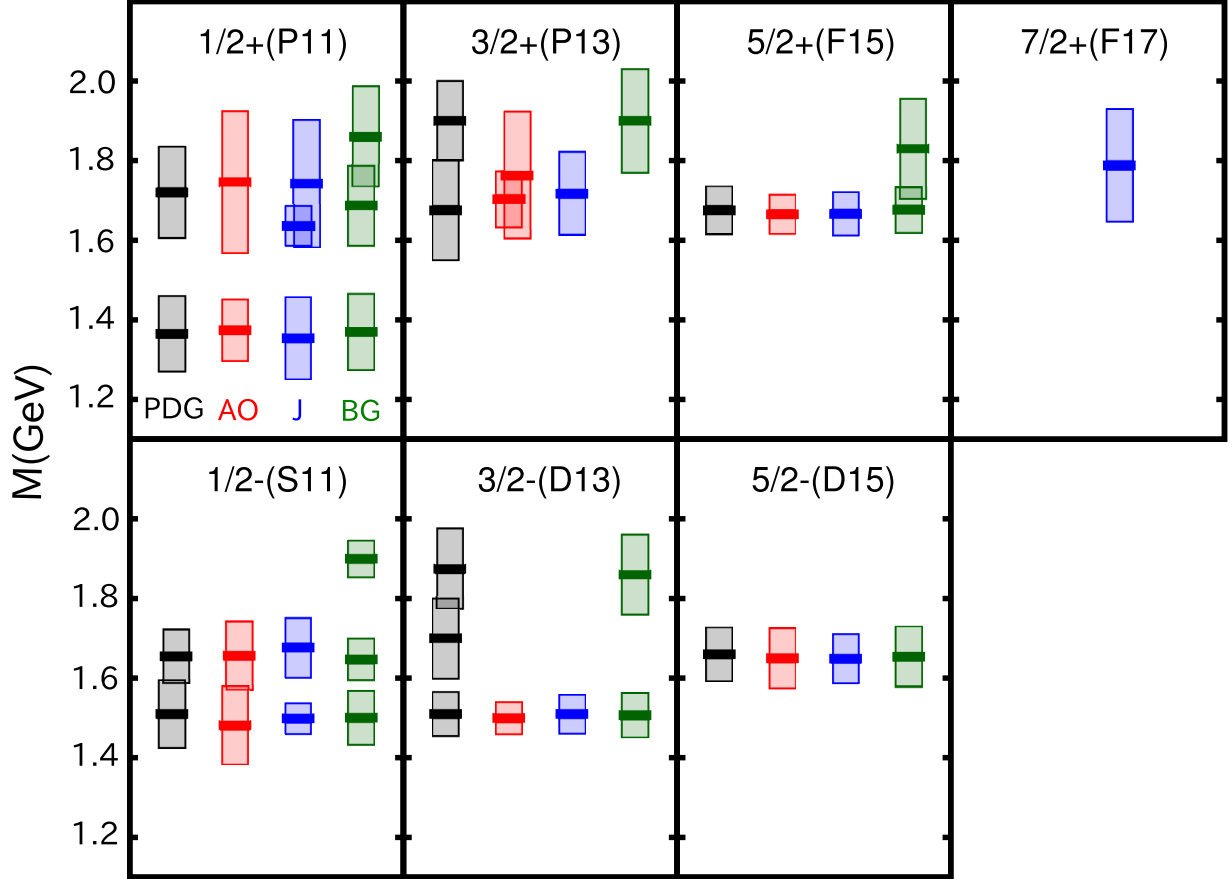 1/2+(P11) 3/2+(P13) 5/2+(F15) 7/2+(F17)
2.0
1.8
1.6
1.4
1.2
PDG AO J BG
M(GeV)
1/2-(S11) 3/2-(D13) 5/2-(D15)
2.0
1.8
1.6
1.4
1.2